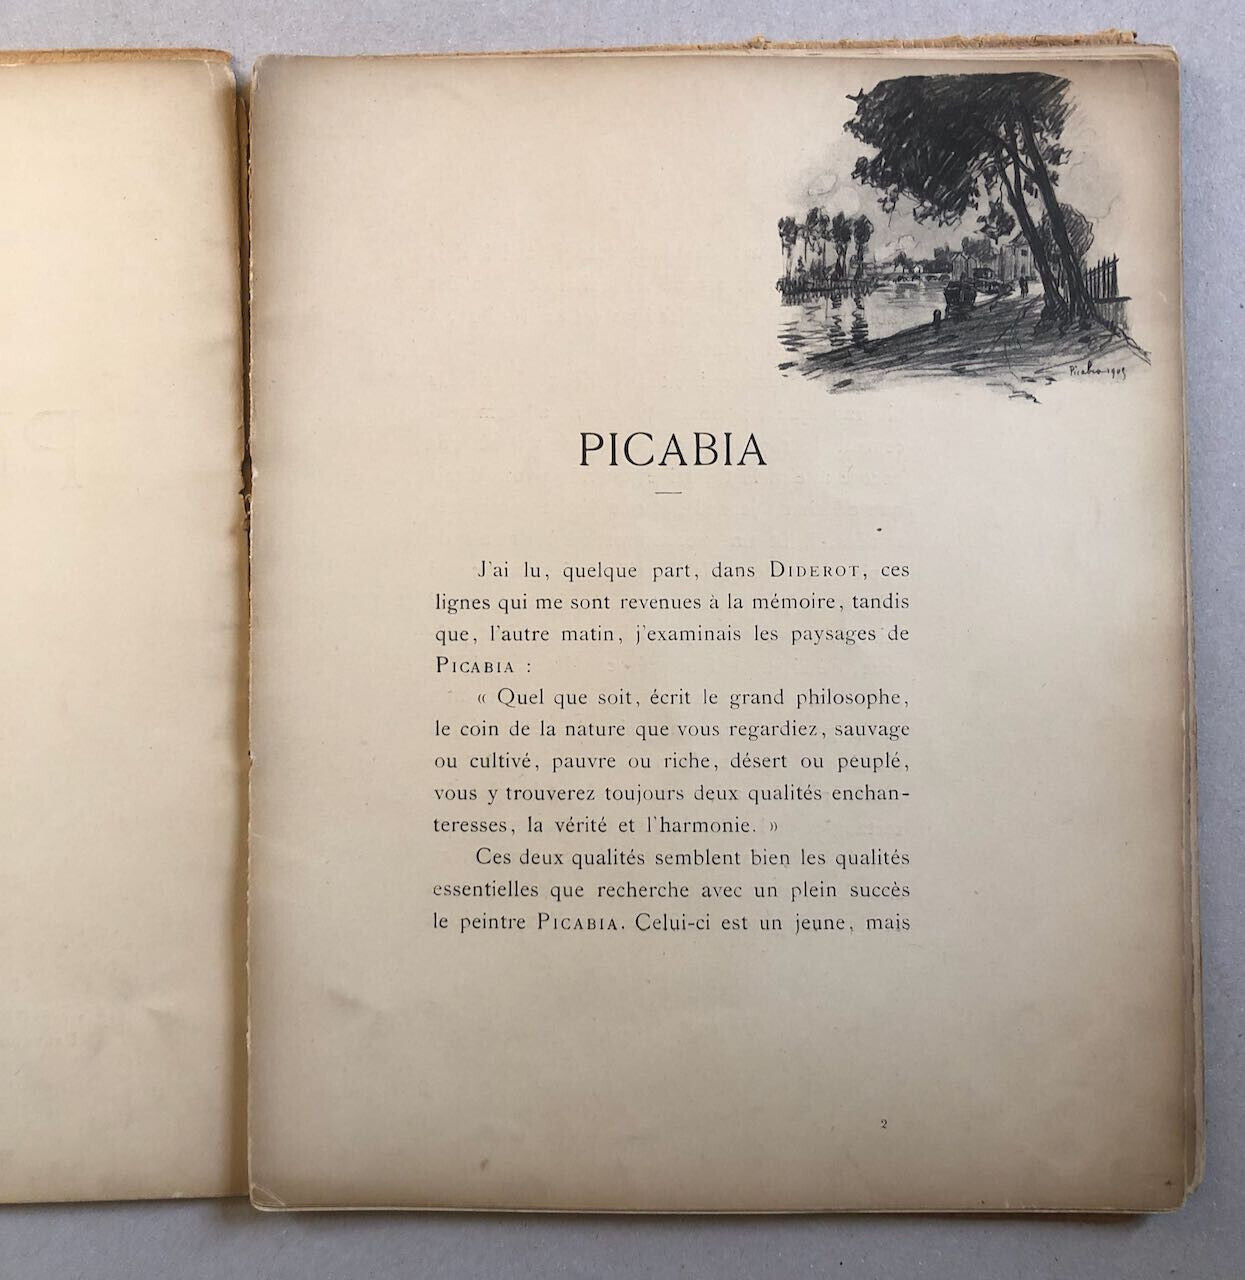 Picabia 1905
PICABIA
J'ai lu, quelque part, dans DIDEROT, ces
lignes qui me sont revenues à la mémoire, tandis
que, l'autre matin, j'examinais les paysages de
PICABIA :
« Quel que soit, écrit le grand philosophe,
le coin de la nature que vous regardiez, sauvage
ou cultivé, pauvre ou riche, désert ou peuplé,
vous y trouverez toujours deux qualités enchan-
teresses, la vérité et l'harmonie. »
Ces deux qualités semblent bien les qualités
essentielles que recherche avec un plein succès
le peintre PICABIA. Celui-ci est un jeune, mais
2